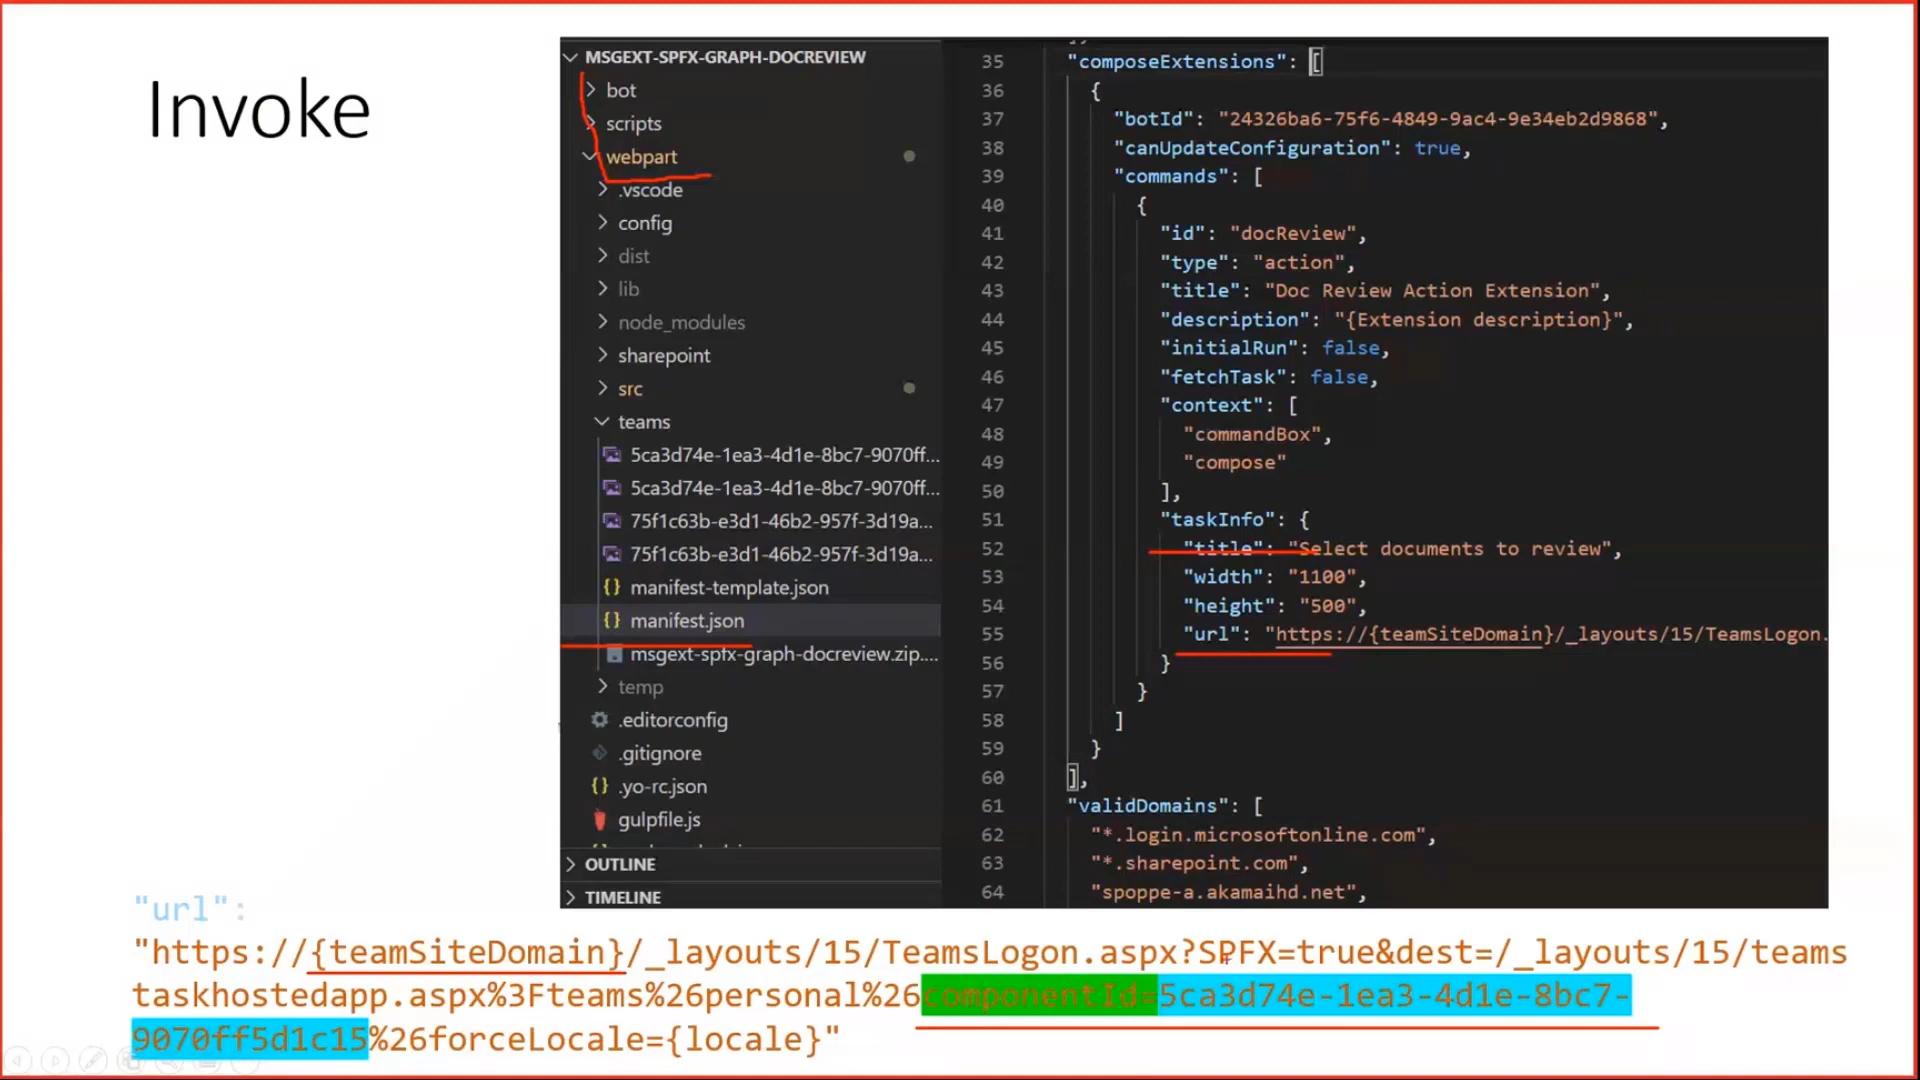 Invoke
MSGEXT-SPFX-GRAPH-DOCREVIEW
bot
scripts
webpart
.vscode
config
dist
lib
node_modules
sharepoint
src
teams
5ca3d74e-1ea3-4d1e-8bc7-9070ff...
5ca3d74e-1ea3-4d1e-8bc7-9070ff...
75f1c63b-e3d1-46b2-957f-3d19a...
75f1c63b-e3d1-46b2-957f-3d19a...
{} manifest-template.json
{} manifest.json
msgext-spfx-graph-docreview.zip....
temp
.editorconfig
.gitignore
{} .yo-rc.json
gulpfile.js
OUTLINE
TIMELINE
35 "composeExtensions": [
36 {
37 "botId": "24326ba6-75f6-4849-9ac4-9e34eb2d9868",
38 "canUpdateConfiguration": true,
39 "commands": [
40 {
41 "id": "docReview",
42 "type": "action",
43 "title": "Doc Review Action Extension",
44 "description": "{Extension description}",
45 "initialRun": false,
46 "fetchTask": false,
47 "context": [
48 "commandBox",
49 "compose"
50 ],
51 "taskInfo": {
52 "title": "Select documents to review",
53 "width": "1100",
54 "height": "500",
55 "url": "https://{teamSiteDomain}/_layouts/15/TeamsLogon.
56 }
57 }
58 ]
59 }
60 ],
61 "validDomains": [
62 "*.login.microsoftonline.com",
63 "*.sharepoint.com",
64 "spoppe-a.akamaihd.net",
"url":
"https://{teamSiteDomain}/_layouts/15/TeamsLogon.aspx?SPFX=true&dest=/_layouts/15/teams
taskhostedapp.aspx%3Fteams%26personal%26componentId=5ca3d74e-1ea3-4d1e-8bc7-
9070ff5d1c15%26forceLocale={locale}"